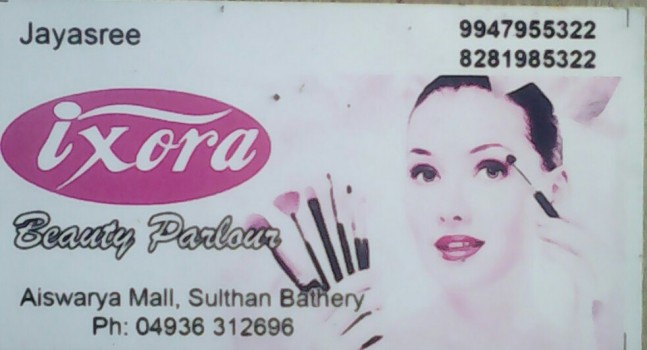 Jayasree
9947955322
8281985322
ixora
Beauty Parlour
Aiswarya Mall, Sulthan Bathery
Ph: 04936 312696